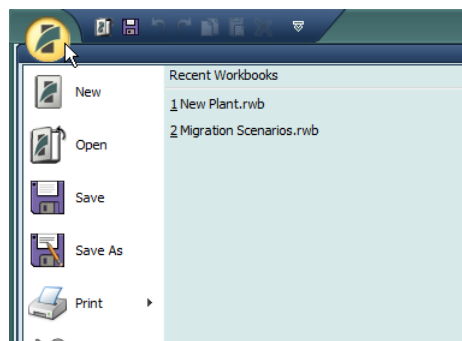 Recent Workbooks
New
1 New Plant.rwb
2 Migration Scenarios.rwb
Open
Save
Save As
Print